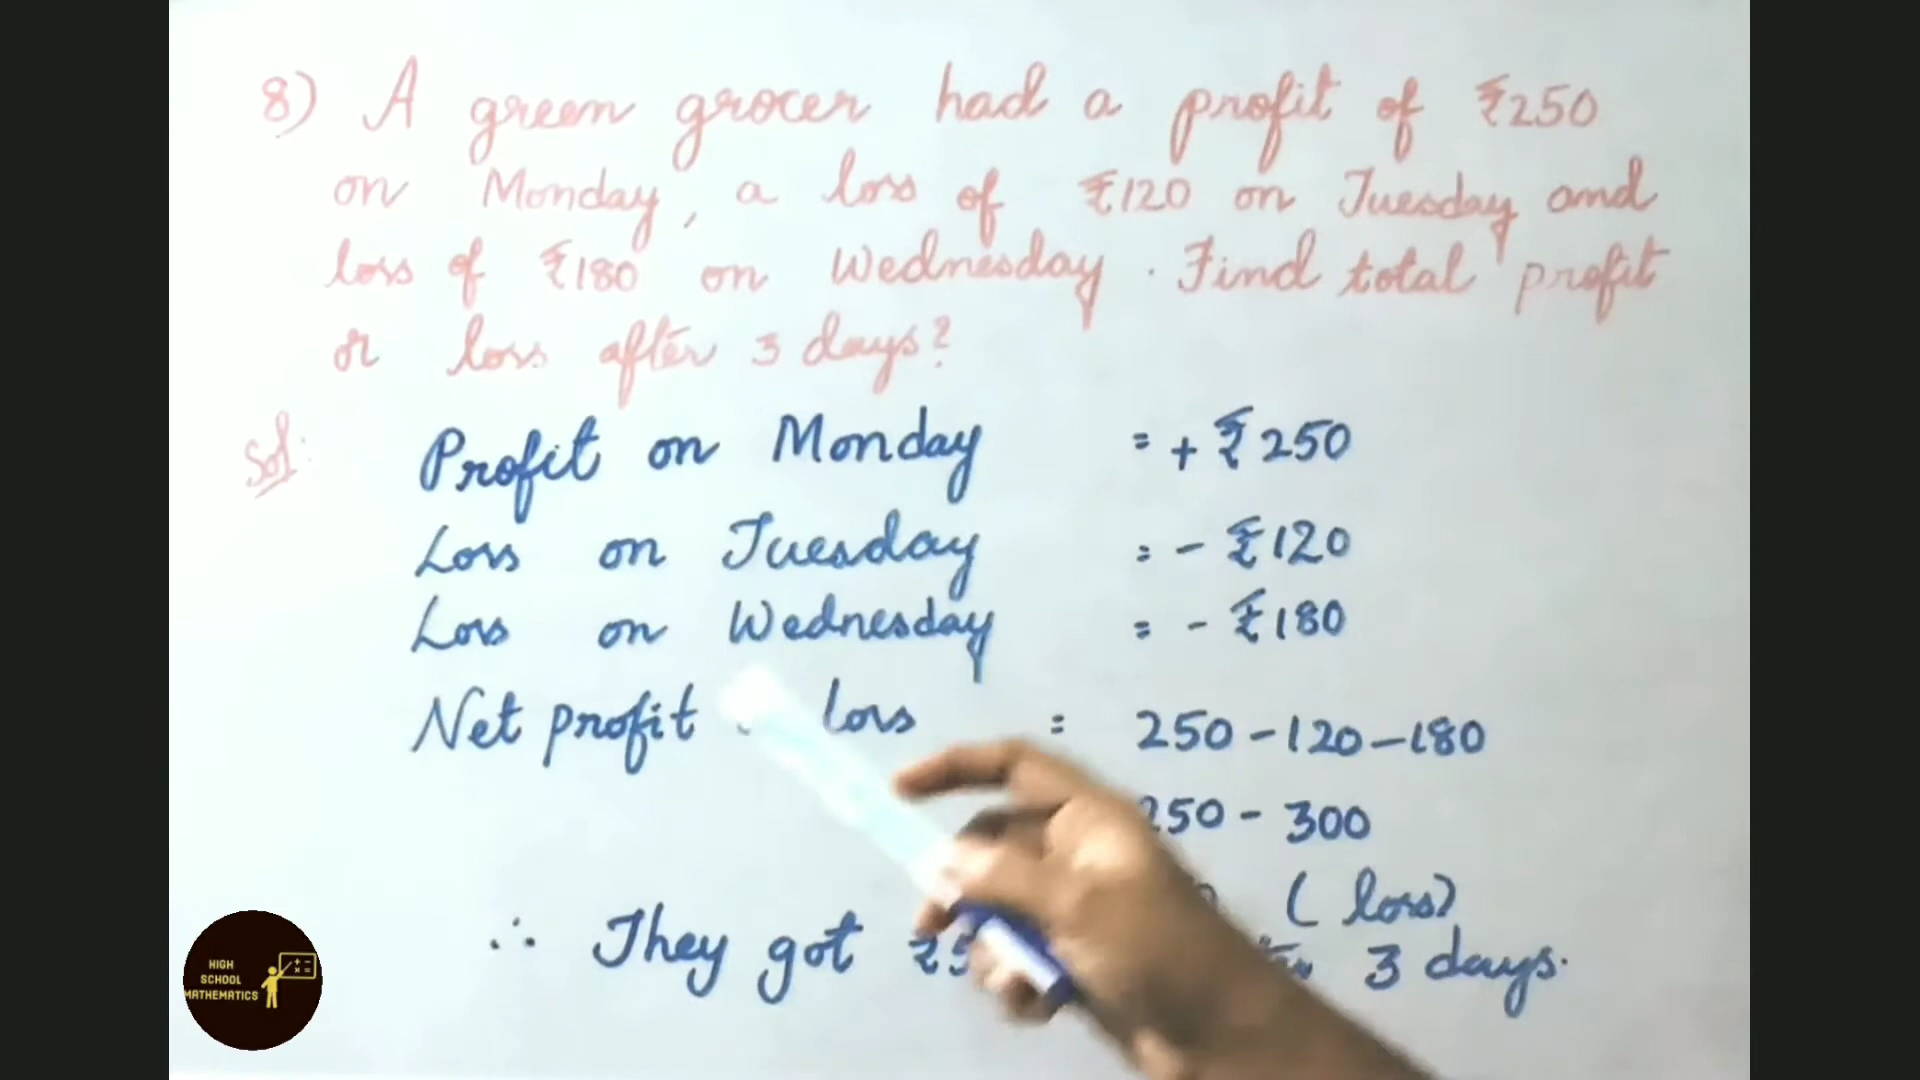 8) A green grocer had a profit of ₹250
on Monday, a loss of ₹120 on Tuesday and
loss of ₹180 on Wednesday. Find total profit
or loss after 3 days?
Sol:
Profit on Monday = + ₹250
Loss on Tuesday = - ₹120
Loss on Wednesday = - ₹180
Net profit loss = 250 - 120 - 180
250 - 300
(loss)
∴ They got 3 days.
HIGH
SCHOOL
MATHEMATICS